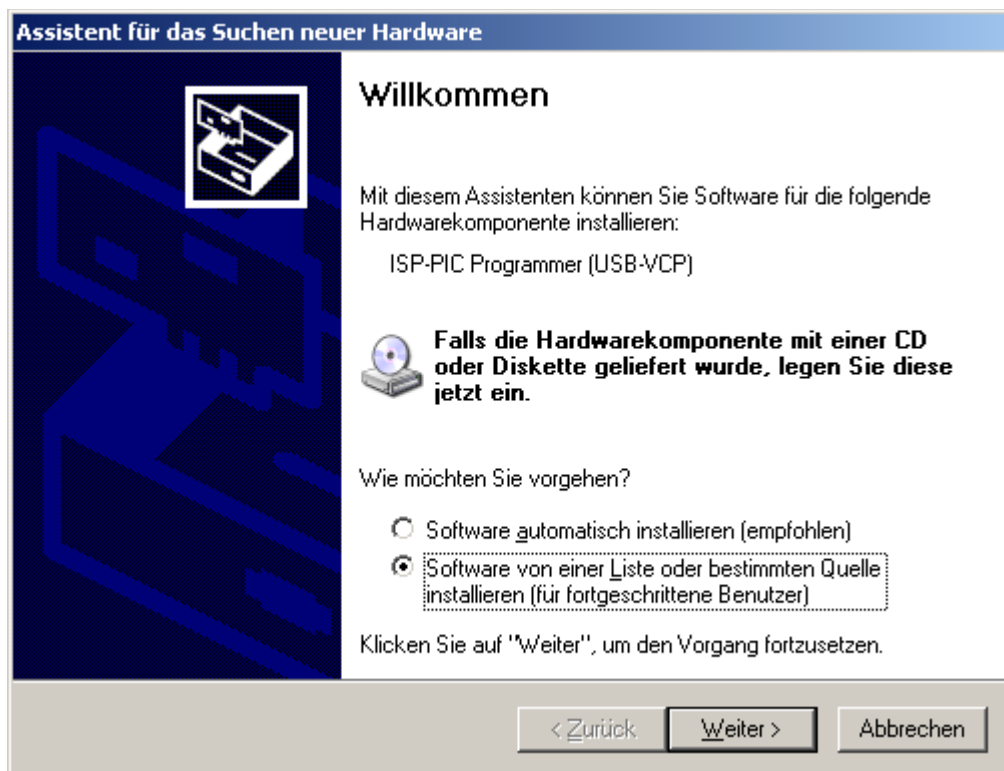 Assistent für das Suchen neuer Hardware
Willkommen
Mit diesem Assistenten können Sie Software für die folgende
Hardwarekomponente installieren:
ISP-PIC Programmer (USB-VCP)
Falls die Hardwarekomponente mit einer CD
oder Diskette geliefert wurde, legen Sie diese
jetzt ein.
Wie möchten Sie vorgehen?
Software automatisch installieren (empfohlen)
Software von einer Liste oder bestimmten Quelle
installieren (für fortgeschrittene Benutzer)
Klicken Sie auf "Weiter", um den Vorgang fortzusetzen.
< Zurück Weiter > Abbrechen